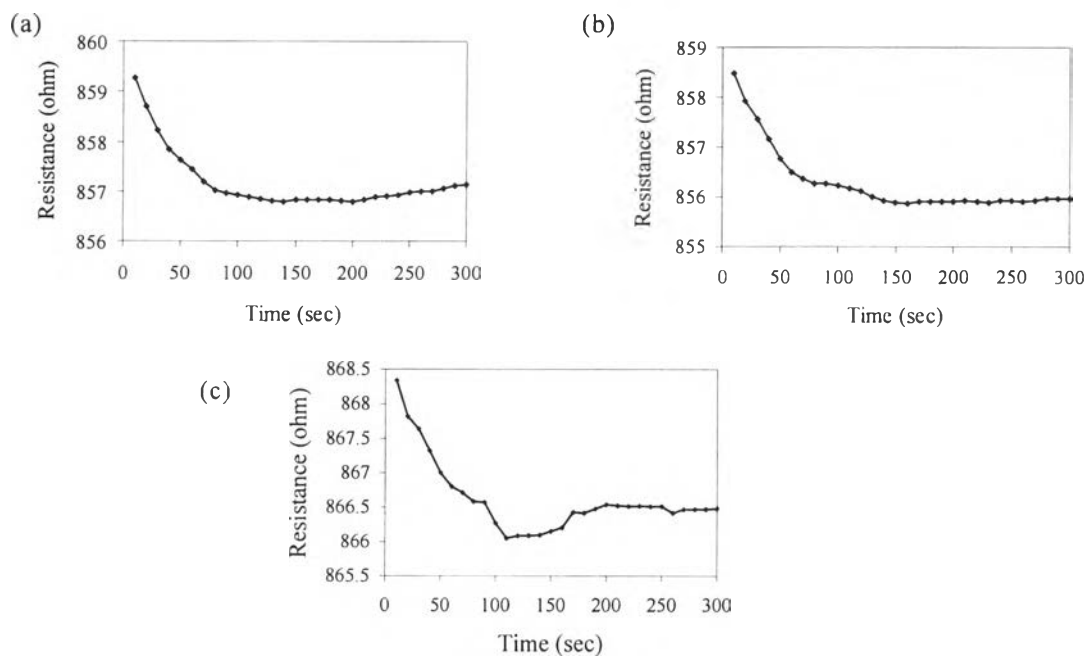 (a)
860
859
858
857
856
Resistance (ohm)
0 50 100 150 200 250 300
Time (sec)
(b)
859
858
857
856
855
Resistance (ohm)
0 50 100 150 200 250 300
Time (sec)
(c)
868.5
868
867.5
867
866.5
866
865.5
Resistance (ohm)
0 50 100 150 200 250 300
Time (sec)